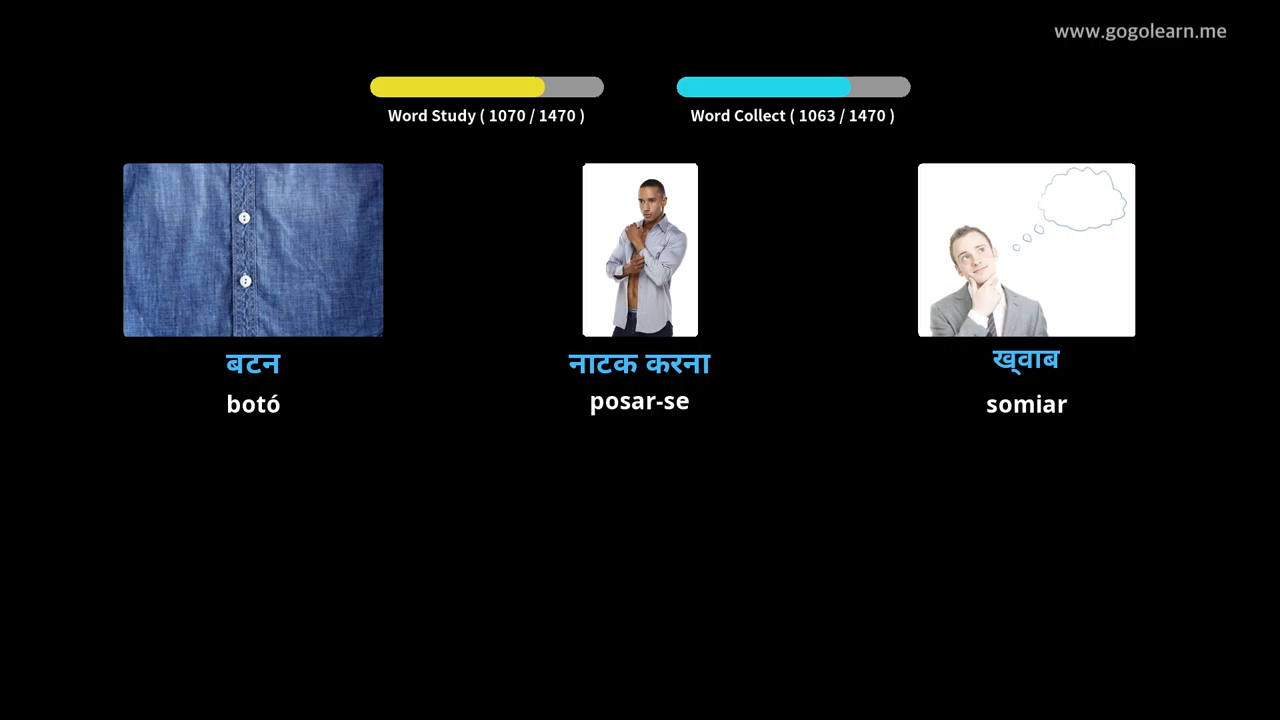 www.gogolearn.me
Word Study ( 1070 / 1470 )
Word Collect ( 1063 / 1470 )
बटन
botó
नाटक करना
posar-se
ख्वाब
somiar